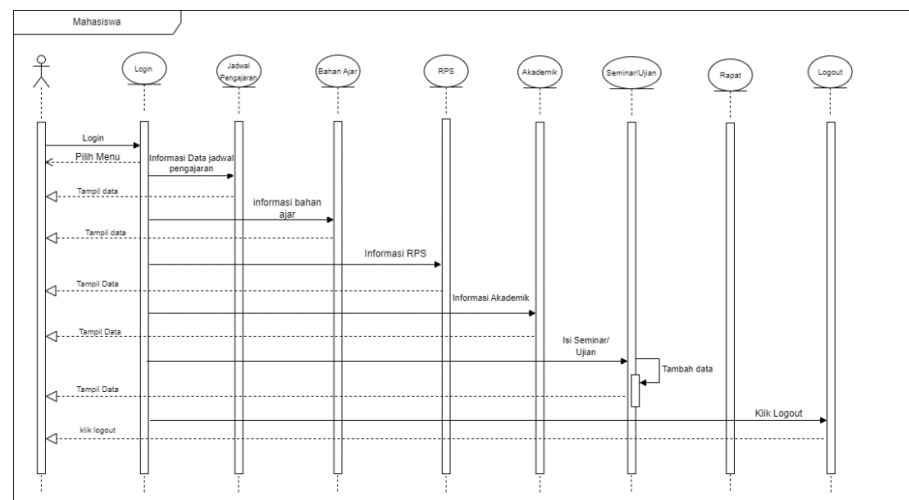 Mahasiswa
Login
Jadwal
Pengajaran
Bahan Ajar
RPS
Akademik
Seminar/Ujian
Rapat
Logout
Login
Pilih Menu
Informasi Data jadwal
pengajaran
Tampil data
informasi bahan
ajar
Tampil data
Informasi RPS
Tampil Data
Informasi Akademik
Tampil Data
Isi Seminar/
Ujian
Tambah data
Tampil Data
Klik Logout
klik logout